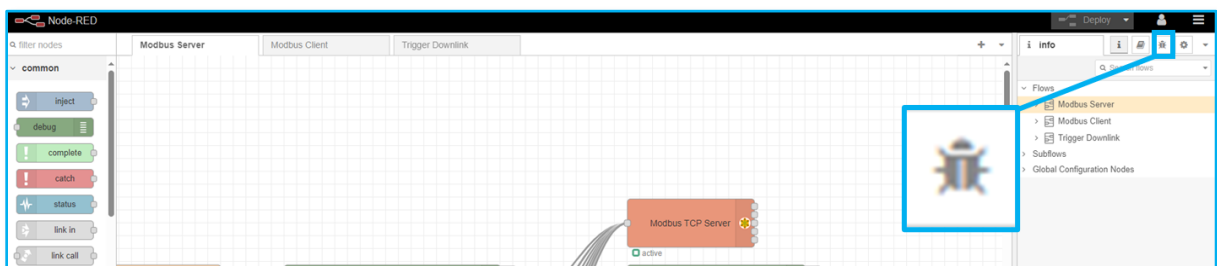 Node-RED
Deploy
filter nodes
Modbus Server
Modbus Client
Trigger Downlink
i info
i
common
Flows
inject
Modbus Server
debug
Modbus Client
complete
Trigger Downlink
Subflows
catch
Global Configuration Nodes
status
Modbus TCP Server
link in
active
link call